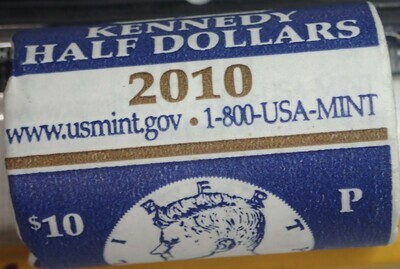 KENNEDY
HALF DOLLARS
2010
www.usmint.gov • 1-800-USA-MINT
$10
P